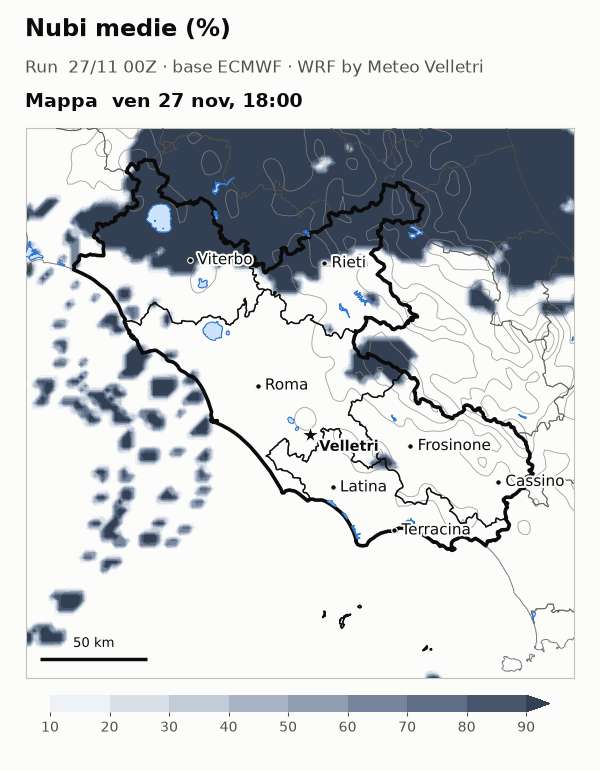 Nubi medie (%)
Run  27/11 00Z · base ECMWF · WRF by Meteo Velletri
Mappa  ven 27 nov, 18:00
Viterbo
Rieti
Roma
Velletri
Frosinone
Cassino
Latina
Terracina
50 km
10 20 30 40 50 60 70 80 90